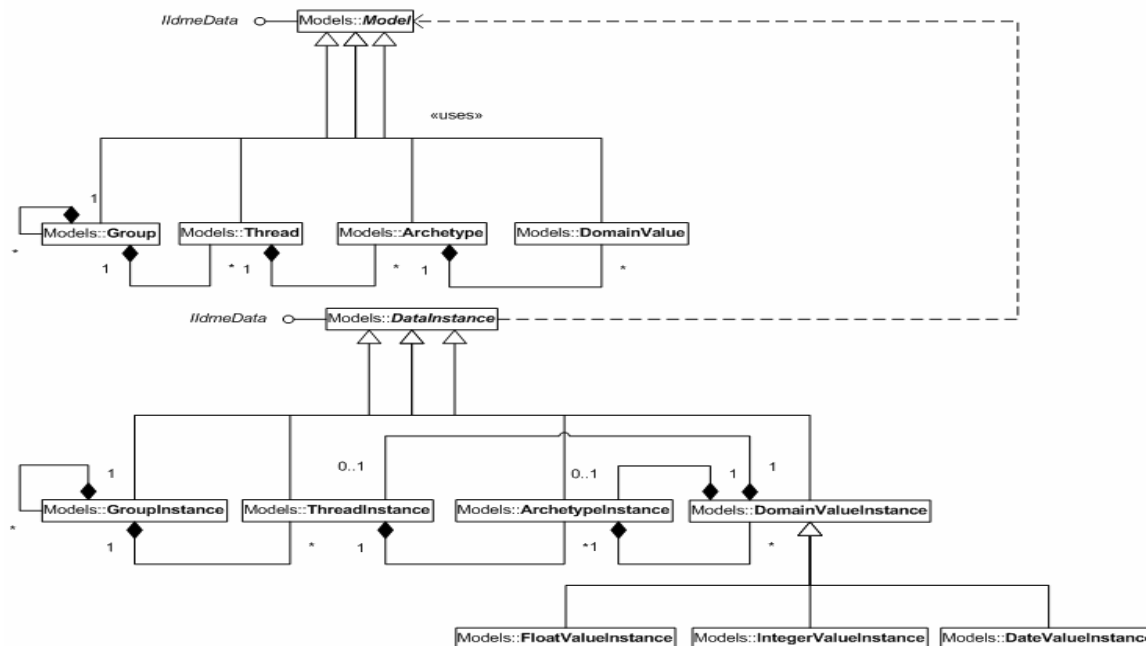 IIdmeData Models::Model
«uses»
1
Models::Group Models::Thread Models::Archetype Models::DomainValue
*
1 * 1 * 1 *
IIdmeData Models::DataInstance
1 0..1 0..1 1 1
Models::GroupInstance Models::ThreadInstance Models::ArchetypeInstance Models::DomainValueInstance
*
1 * 1 *1 *
Models::FloatValueInstance Models::IntegerValueInstance Models::DateValueInstance